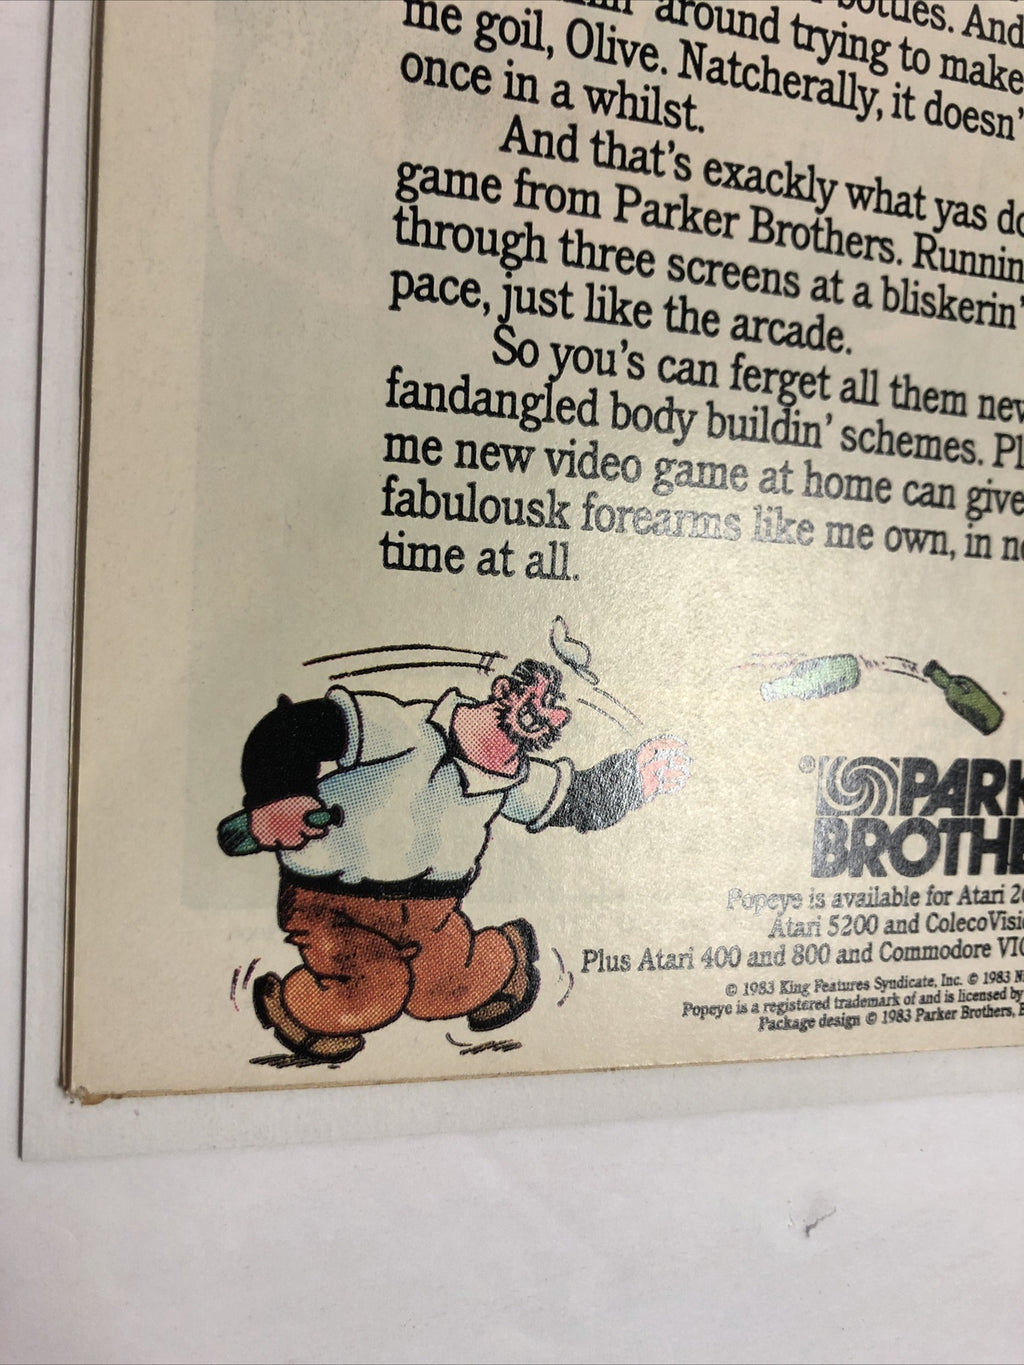 around trying to make
me goil, Olive. Natcherally, it doesn'
once in a whilst.
And that's exackly what yas
game from Parker Brothers. Runnin
through three screens at a bliskerin'
pace, just like the arcade.
So you's can ferget all them
fandangled body buildin' schemes.
me new video game at home can give
fabulousk forearms like me own, in
time at all.
® PARK
BROTHE
Popeye is available for Atari
Atari 5200 and ColecoVisi
Plus Atari 400 and 800 and Commodore VIC
© 1983 King Features Syndicate, Inc. © 1983
Popeye is a registered trademark of and is licensed by
Package design © 1983 Parker Brothers,